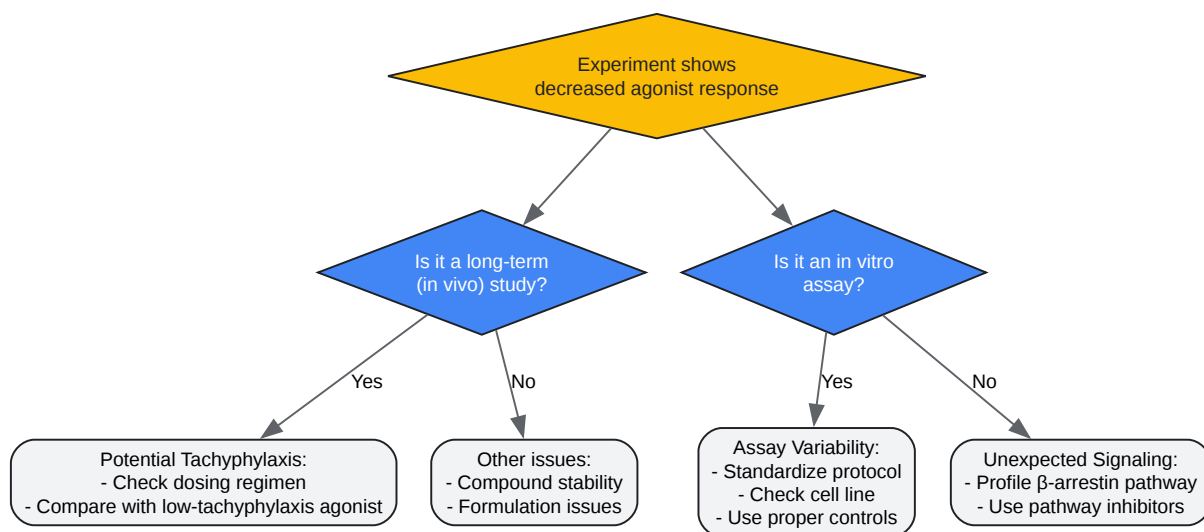 Experiment shows
decreased agonist response
Is it a long-term
(in vivo) study?
Is it an in vitro
assay?
Yes
No
Yes
No
Potential Tachyphylaxis:
- Check dosing regimen
- Compare with low-tachyphylaxis agonist
Other issues:
- Compound stability
- Formulation issues
Assay Variability:
- Standardize protocol
- Check cell line
- Use proper controls
Unexpected Signaling:
- Profile β-arrestin pathway
- Use pathway inhibitors